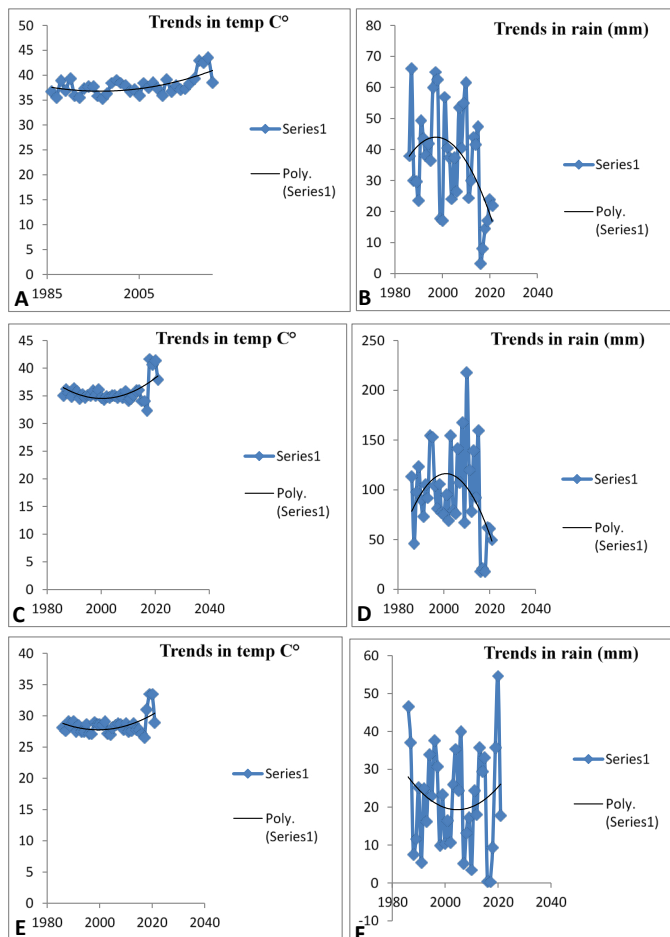 Trends in temp C°
50
45
40
35
30
25
20
15
10
5
0
1985 2005
Series1
Poly.
(Series1)
A
Trends in rain (mm)
80
70
60
50
40
30
20
10
0
1980 2000 2020 2040
Series1
Poly.
(Series1)
B
Trends in temp C°
45
40
35
30
25
20
15
10
5
0
1980 2000 2020 2040
Series1
Poly.
(Series1)
C
Trends in rain (mm)
250
200
150
100
50
0
1980 2000 2020 2040
Series1
Poly.
(Series1)
D
Trends in temp C°
40
35
30
25
20
15
10
5
0
1980 2000 2020 2040
Series1
Poly.
(Series1)
E
Trends in rain (mm)
60
50
40
30
20
10
0
-10
1980 2000 2020 2040
Series1
Poly.
(Series1)
F